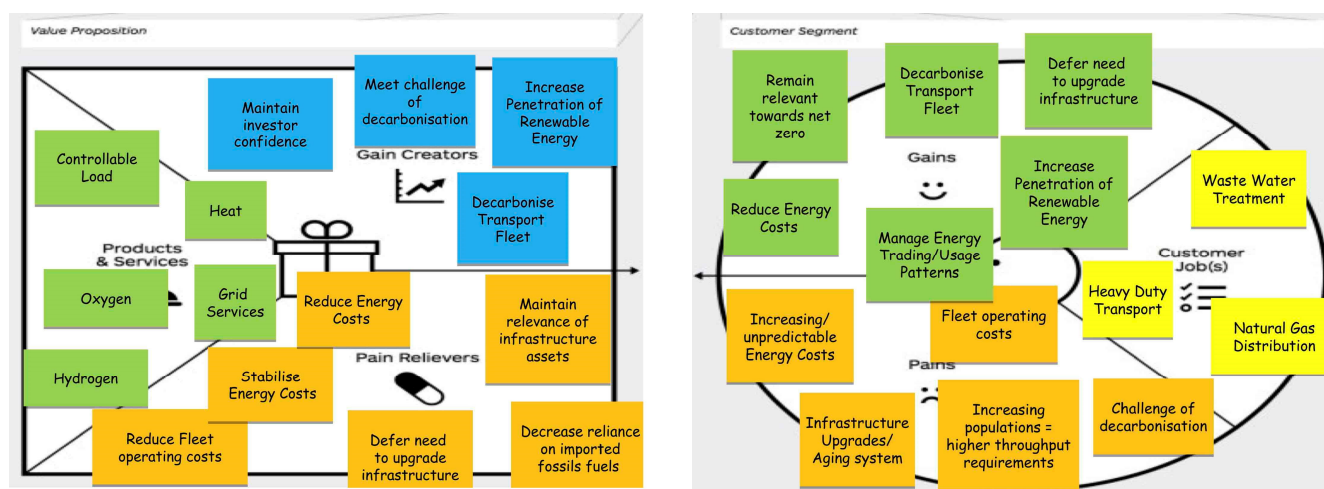 Value Proposition
Maintain
investor
confidence
Meet challenge
of
decarbonisation
Increase
Penetration of
Renewable
Energy
Gain Creators
Controllable
Load
Heat
Decarbonise
Transport
Fleet
Products
& Services
Oxygen
Grid
Services
Hydrogen
Reduce Energy
Costs
Maintain
relevance of
infrastructure
assets
Pain Relievers
Stabilise
Energy Costs
Reduce Fleet
operating costs
Defer need
to upgrade
infrastructure
Decrease reliance
on imported
fossils fuels
Customer Segment
Remain
relevant
towards net
zero
Decarbonise
Transport
Fleet
Defer need
to upgrade
infrastructure
Gains
Increase
Penetration of
Renewable
Energy
Reduce Energy
Costs
Manage Energy
Trading/Usage
Patterns
Waste Water
Treatment
Customer
Job(s)
Heavy Duty
Transport
Natural Gas
Distribution
Increasing/
unpredictable
Energy Costs
Fleet operating
costs
Pains
Infrastructure
Upgrades/
Aging system
Increasing
populations =
higher throughput
requirements
Challenge of
decarbonisation